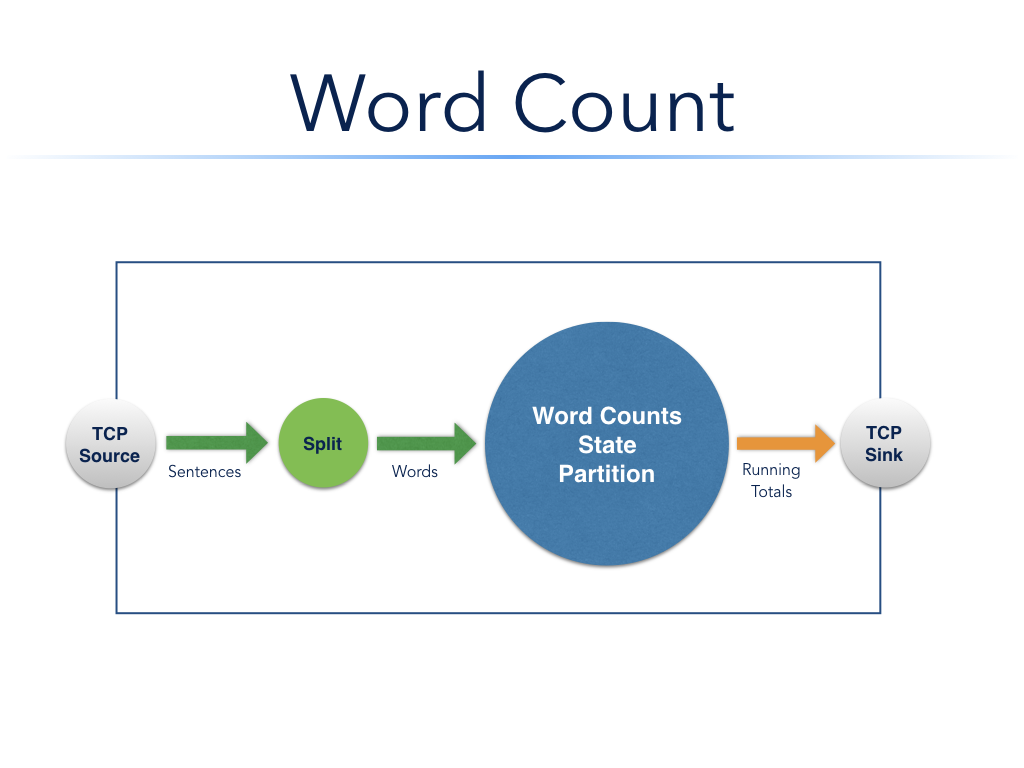 Word Count
TCP
Source
Sentences
Split
Words
Word Counts
State
Partition
Running
Totals
TCP
Sink